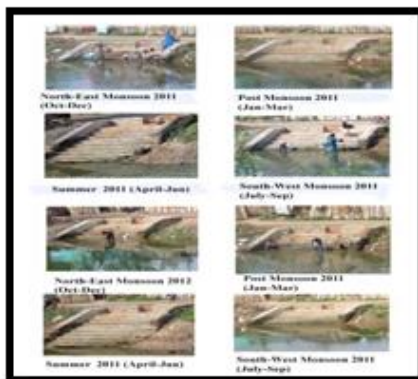 North-East Monsoon 2011
(Oct-Dec)
Post Monsoon 2011
(Jan-Mar)
Summer 2011 (April-Jun)
South-West Monsoon 2011
(July-Sep)
North-East Monsoon 2012
(Oct-Dec)
Post Monsoon 2011
(Jan-Mar)
Summer 2011 (April-Jun)
South-West Monsoon 2011
(July-Sep)